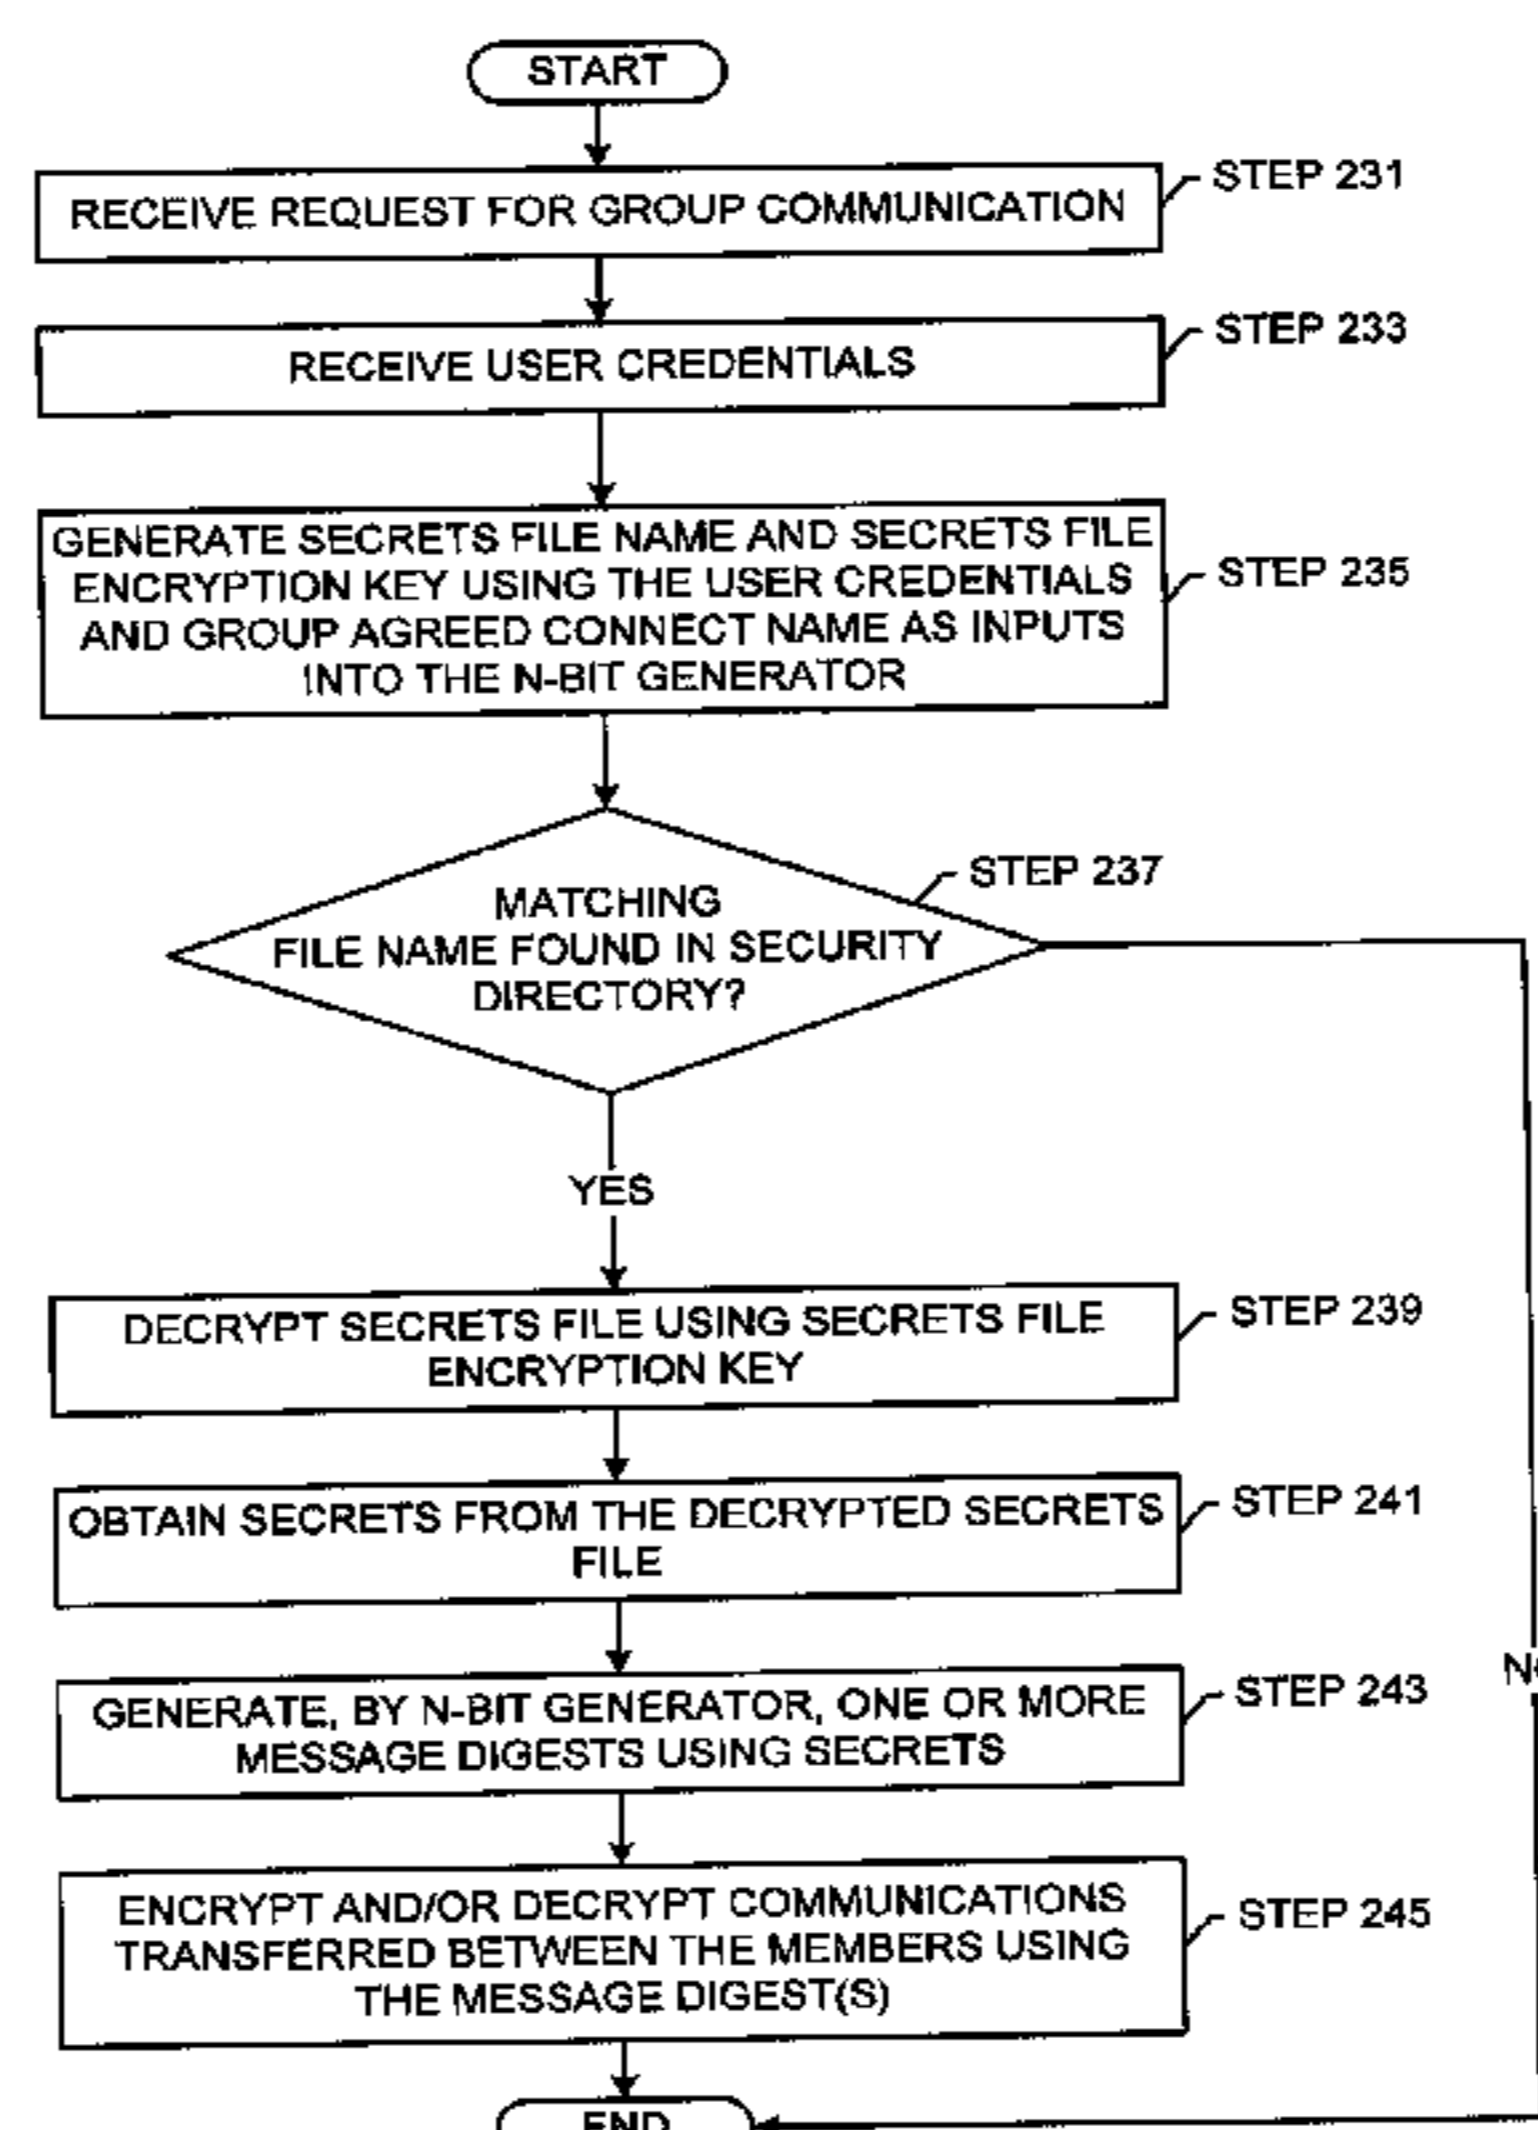 START
STEP 231
RECEIVE REQUEST FOR GROUP COMMUNICATION
STEP 233
RECEIVE USER CREDENTIALS
GENERATE SECRETS FILE NAME AND SECRETS FILE
ENCRYPTION KEY USING THE USER CREDENTIALS
AND GROUP AGREED CONNECT NAME AS INPUTS
INTO THE N-BIT GENERATOR
STEP 235
STEP 237
MATCHING
FILE NAME FOUND IN SECURITY
DIRECTORY?
YES
DECRYPT SECRETS FILE USING SECRETS FILE
ENCRYPTION KEY
STEP 239
OBTAIN SECRETS FROM THE DECRYPTED SECRETS
FILE
STEP 241
GENERATE, BY N-BIT GENERATOR, ONE OR MORE
MESSAGE DIGESTS USING SECRETS
STEP 243
ENCRYPT AND/OR DECRYPT COMMUNICATIONS
TRANSFERRED BETWEEN THE MEMBERS USING
THE MESSAGE DIGEST(S)
STEP 245
END